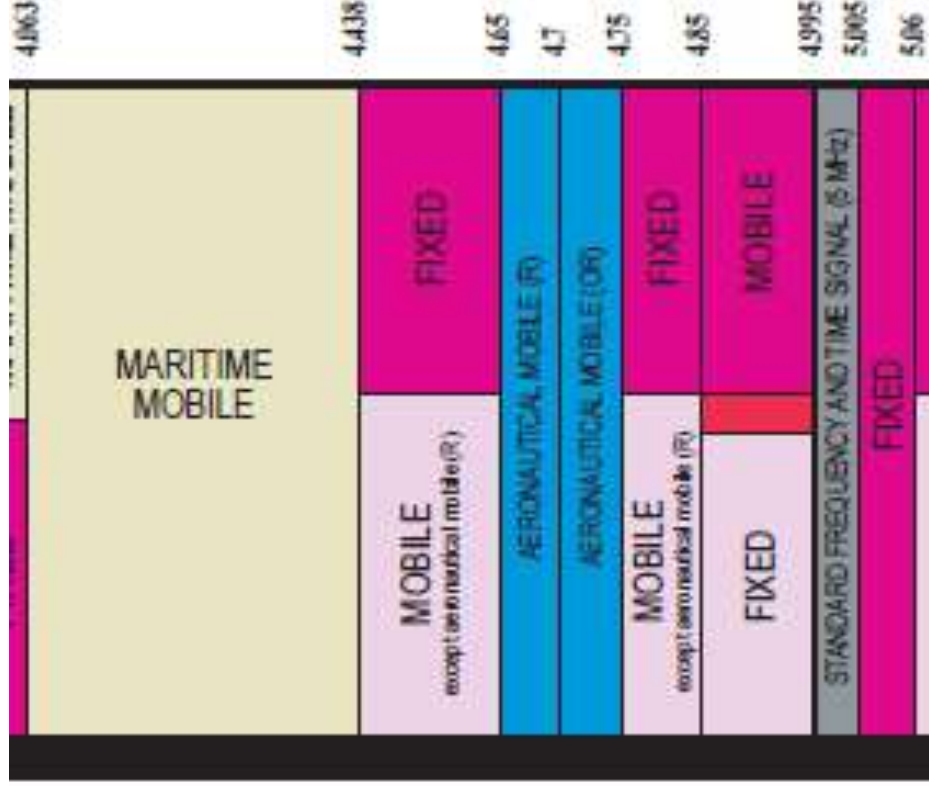 4.063
4.438
4.65
4.7
4.75
4.85
4.995
5.005
5.06
MARITIME
MOBILE
FIXED
MOBILE
except aeronautical mobile (R)
AERONAUTICAL MOBILE (R)
AERONAUTICAL MOBILE (OR)
FIXED
MOBILE
except aeronautical mobile (R)
MOBILE
FIXED
STANDARD FREQUENCY AND TIME SIGNAL (5 MHz)
FIXED